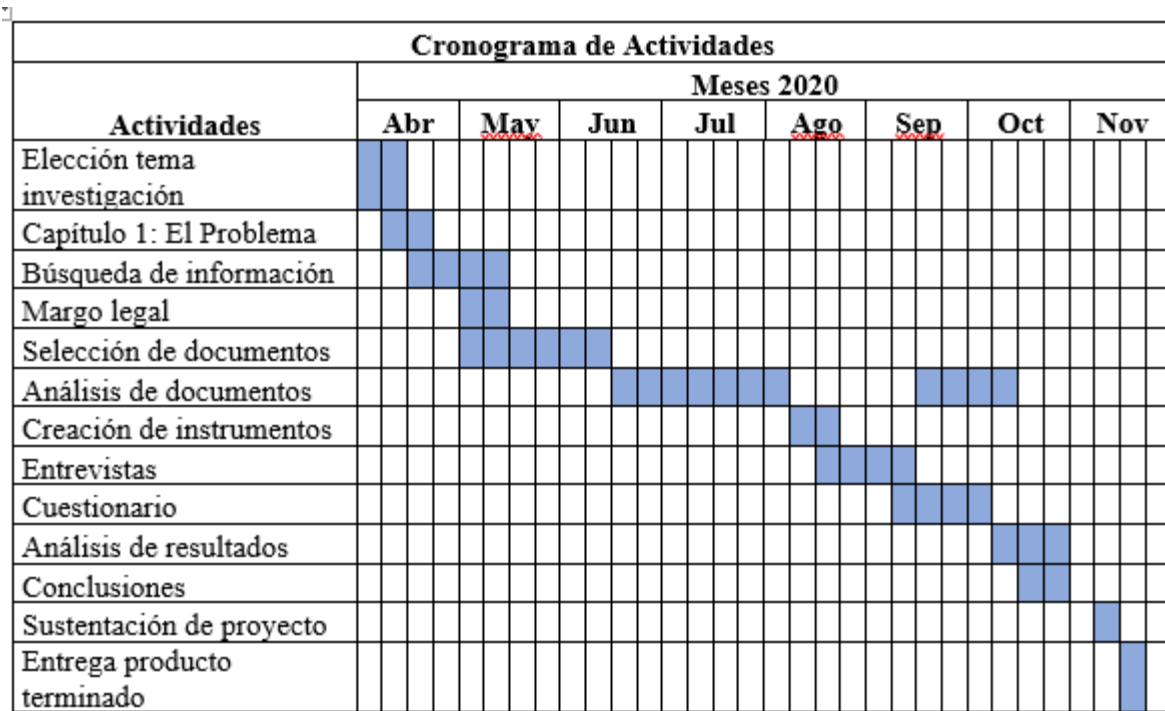 Cronograma de Actividades
Meses 2020
Actividades Abr May Jun Jul Ago Sep Oct Nov
Elección tema
investigación
Capítulo 1: El Problema
Búsqueda de información
Margo legal
Selección de documentos
Análisis de documentos
Creación de instrumentos
Entrevistas
Cuestionario
Análisis de resultados
Conclusiones
Sustentación de proyecto
Entrega producto
terminado